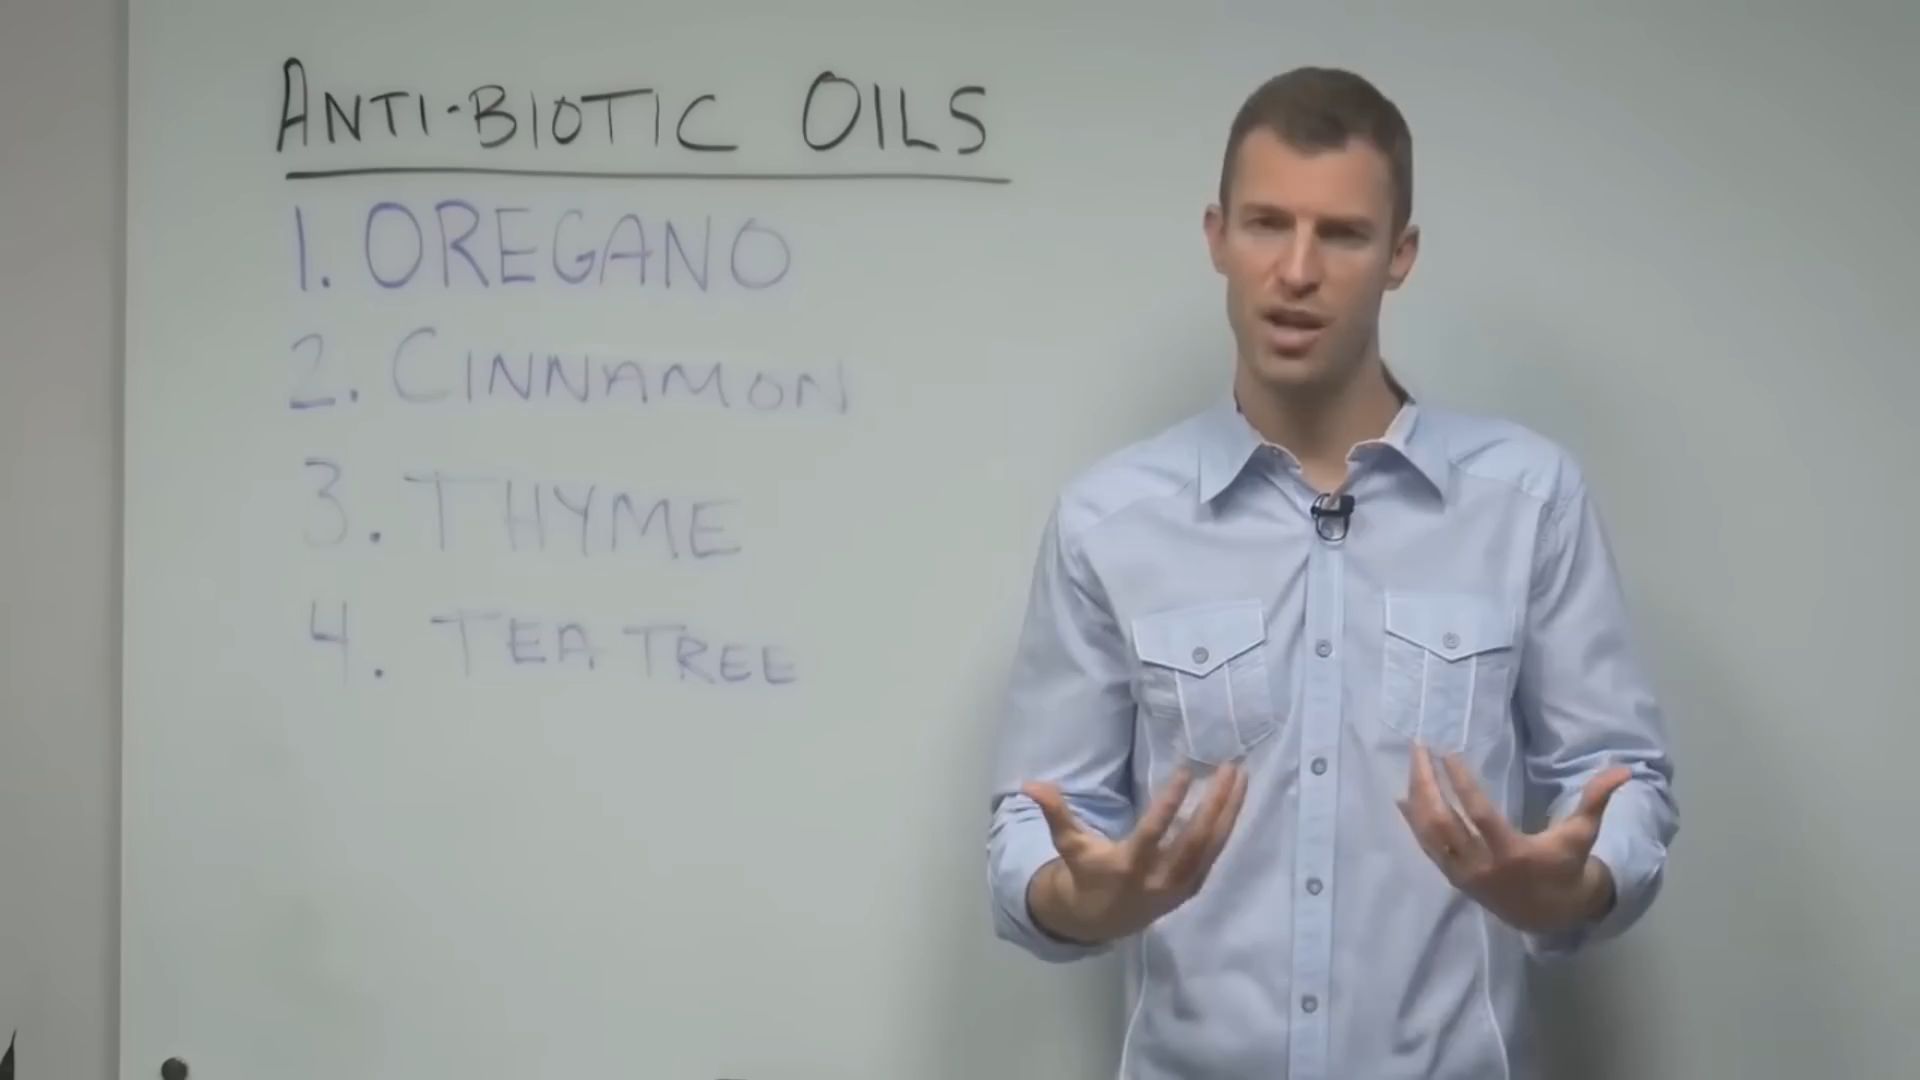 ANTI-BIOTIC OILS
1. OREGANO
2. CINNAMON
3. THYME
4. TEA TREE